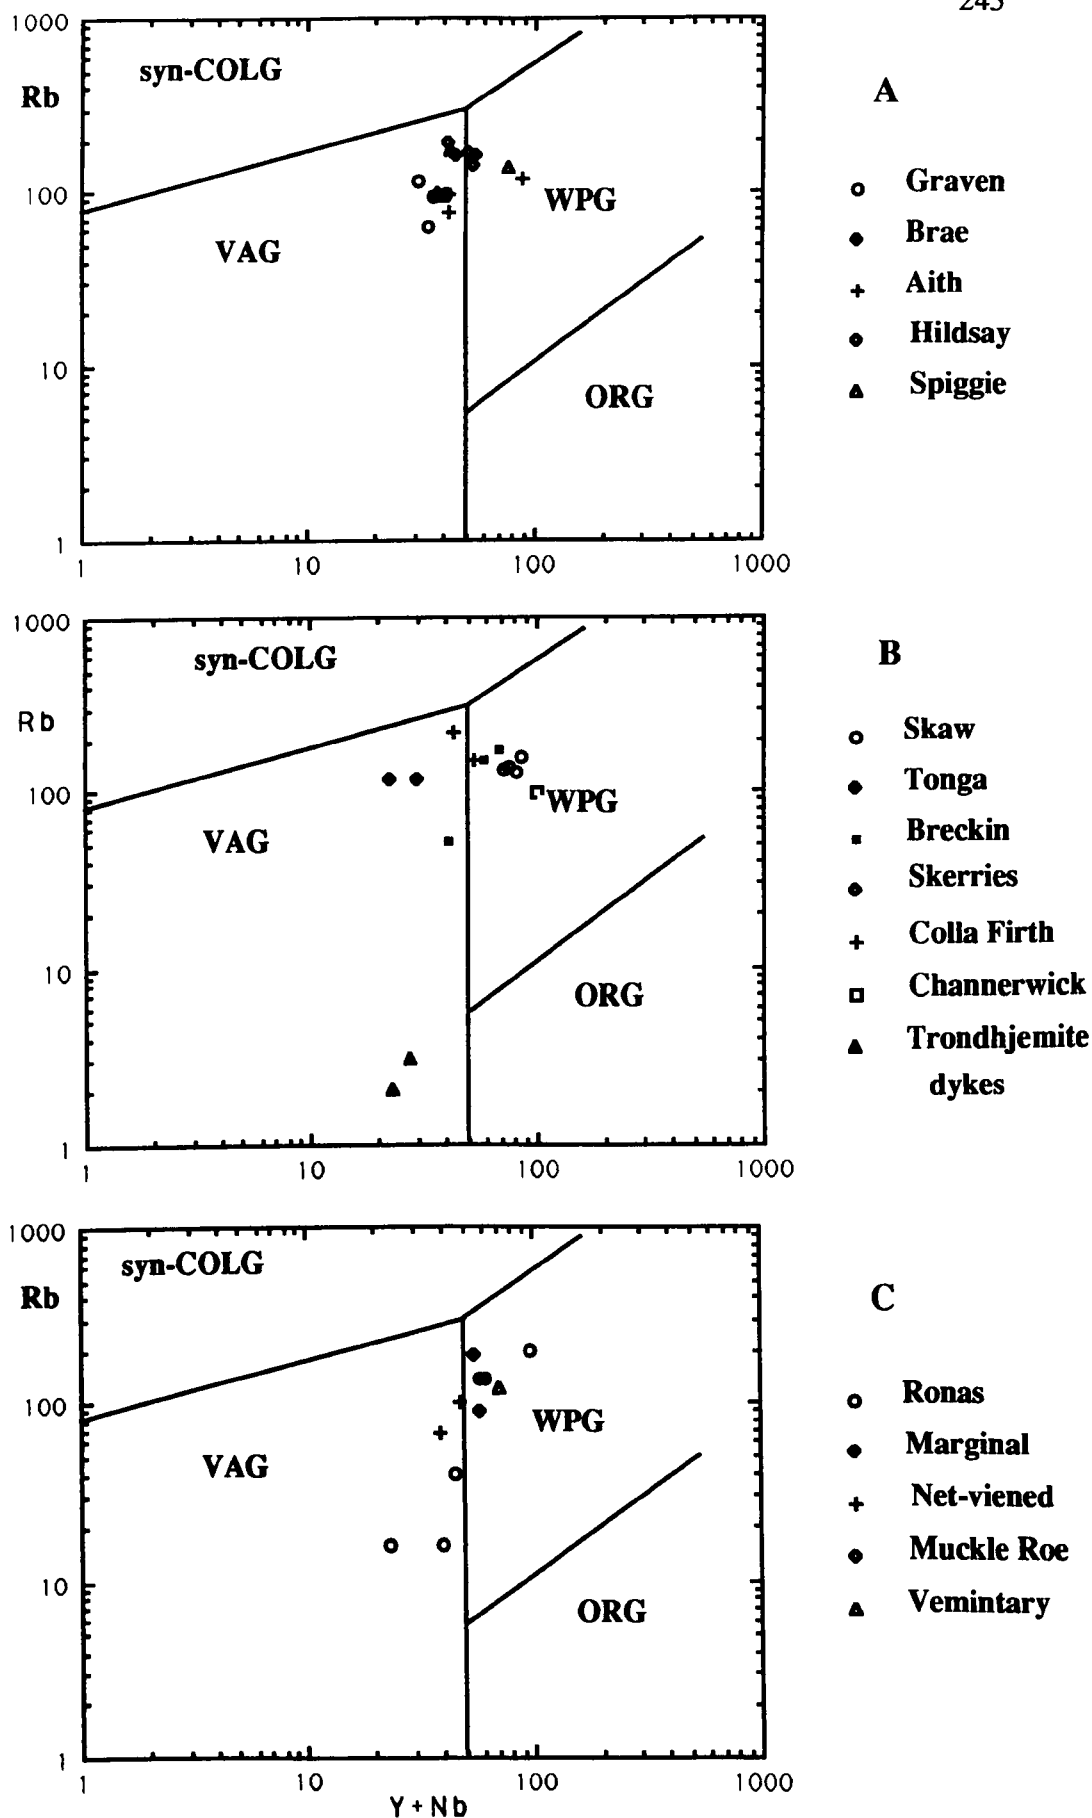 245
1000
syn-COLG
A
Rb
Graven
100
WPG
Brae
VAG
Aith
Hildsay
10
ORG
Spiggie
1
1 10 100 1000
1000
syn-COLG
B
Rb
Skaw
Tonga
100
WPG
VAG
Breckin
Skerries
Colla Firth
10
ORG
Channerwick
Trondhjemite
dykes
1
1 10 100 1000
1000
syn-COLG
C
Rb
Ronas
100
WPG
Marginal
VAG
Net-viened
Muckle Roe
10
ORG
Vemintary
1
1 10 100 1000
Y+Nb